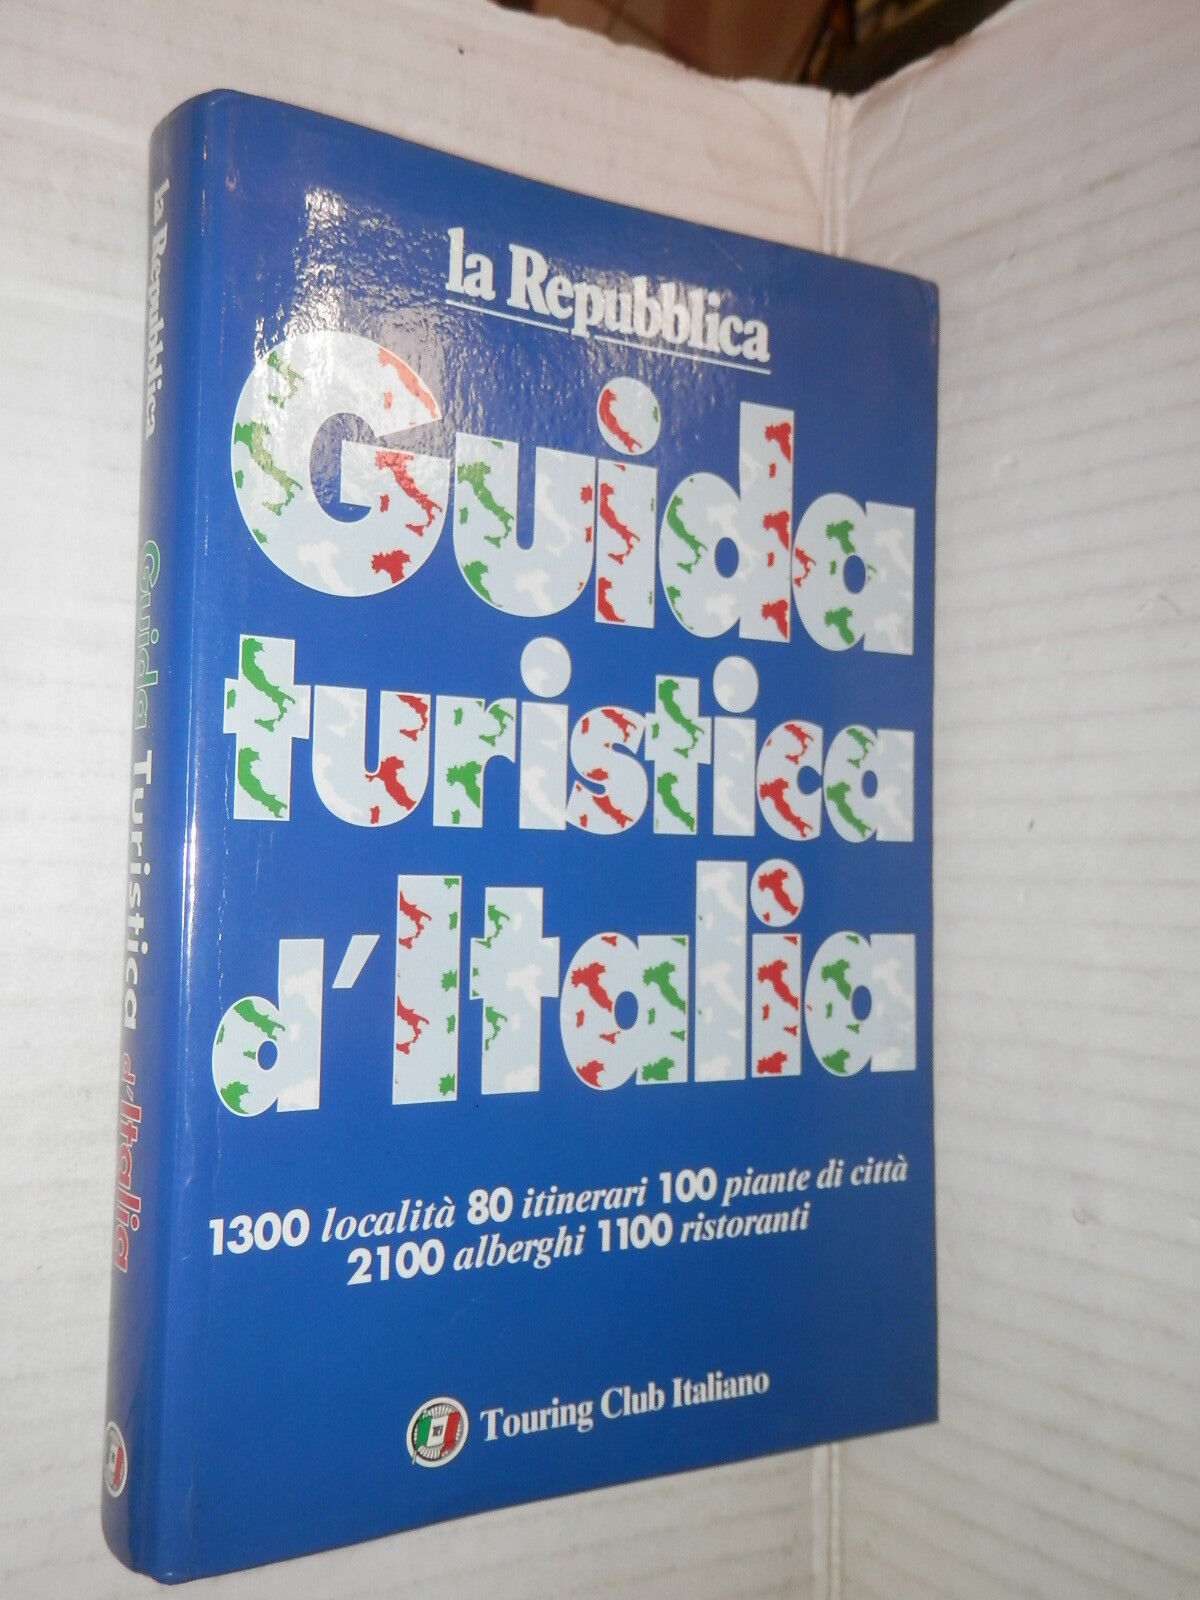 la Repubblica
Guida
turistica
d'Italia
1300 località 80 itinerari 100 piante di città
2100 alberghi 1100 ristoranti
Touring Club Italiano
la Repubblica
Guida Turistica d'Italia